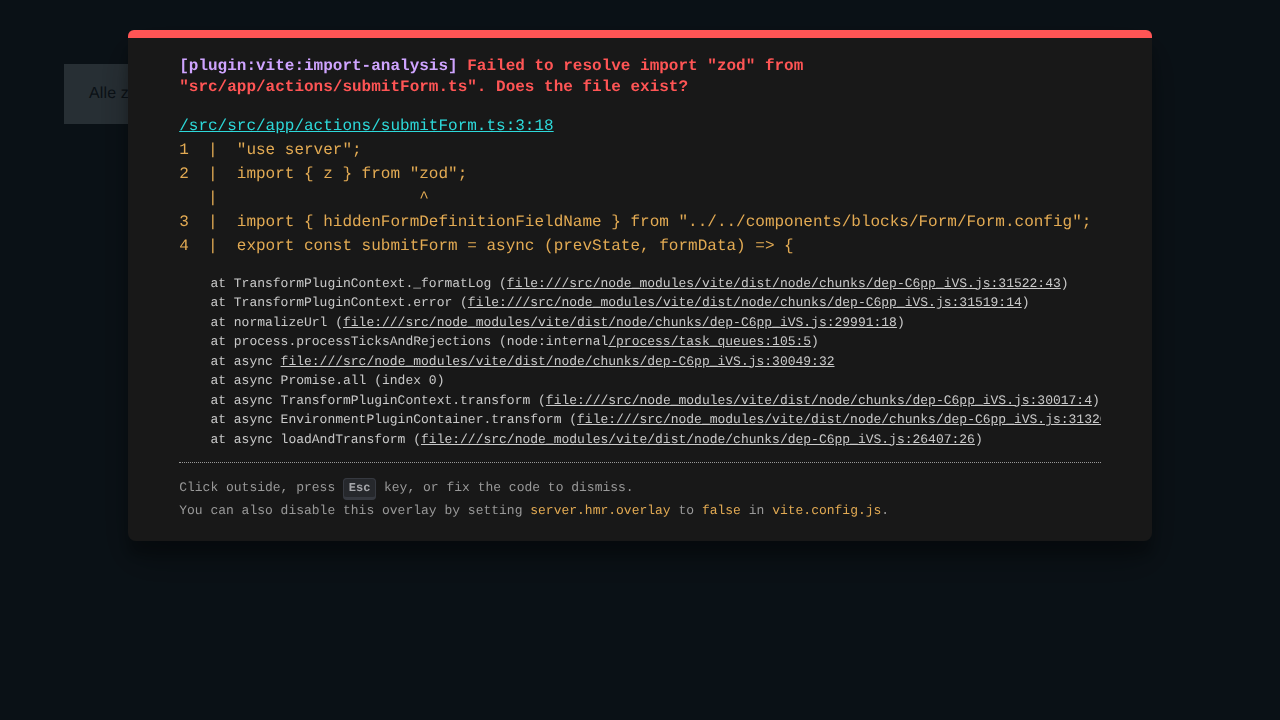 [plugin:vite:import-analysis] Failed to resolve import "zod" from
"src/app/actions/submitForm.ts". Does the file exist?
Alle z
/src/src/app/actions/submitForm.ts:3:18
1  |  "use server";
2  |  import { z } from "zod";
   |                     ^
3  |  import { hiddenFormDefinitionFieldName } from "../../components/blocks/Form/Form.config";
4  |  export const submitForm = async (prevState, formData) => {
at TransformPluginContext._formatLog (file:///src/node_modules/vite/dist/node/chunks/dep-C6pp_iVS.js:31522:43)
at TransformPluginContext.error (file:///src/node_modules/vite/dist/node/chunks/dep-C6pp_iVS.js:31519:14)
at normalizeUrl (file:///src/node_modules/vite/dist/node/chunks/dep-C6pp_iVS.js:29991:18)
at process.processTicksAndRejections (node:internal/process/task_queues:105:5)
at async file:///src/node_modules/vite/dist/node/chunks/dep-C6pp_iVS.js:30049:32
at async Promise.all (index 0)
at async TransformPluginContext.transform (file:///src/node_modules/vite/dist/node/chunks/dep-C6pp_iVS.js:30017:4)
at async EnvironmentPluginContainer.transform (file:///src/node_modules/vite/dist/node/chunks/dep-C6pp_iVS.js:3132
at async loadAndTransform (file:///src/node_modules/vite/dist/node/chunks/dep-C6pp_iVS.js:26407:26)
Click outside, press Esc key, or fix the code to dismiss.
You can also disable this overlay by setting server.hmr.overlay to false in vite.config.js.